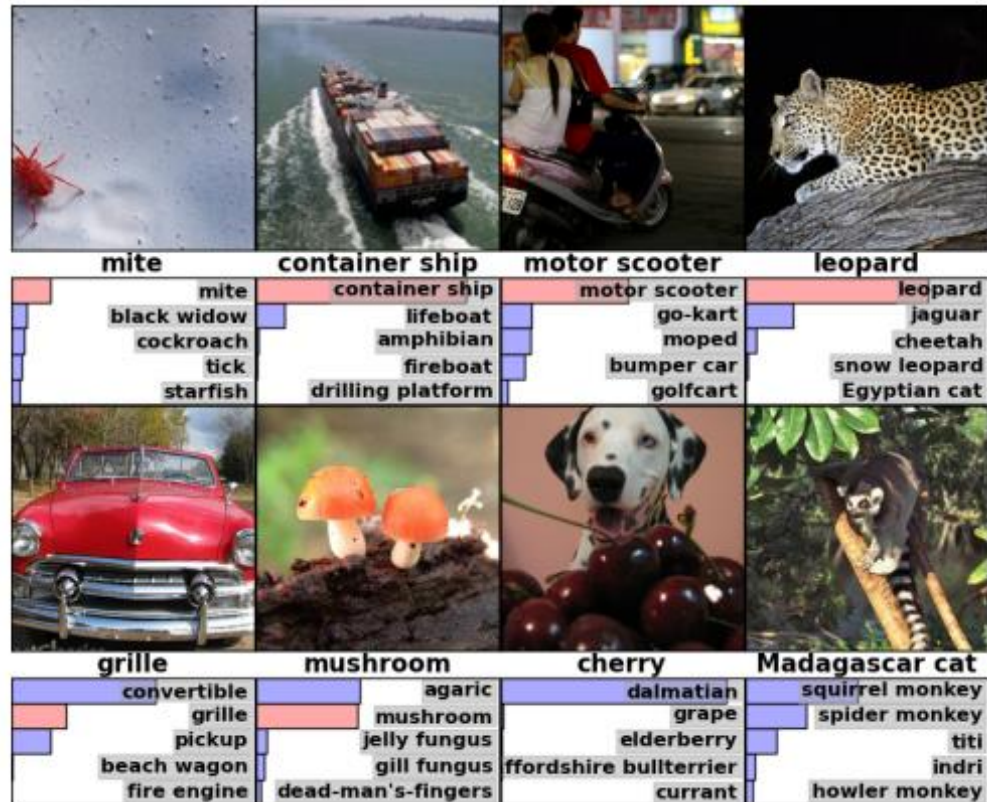 mite
container ship
motor scooter
leopard
mite
black widow
cockroach
tick
starfish
container ship
lifeboat
amphibian
fireboat
drilling platform
motor scooter
go-kart
moped
bumper car
golfcart
leopard
jaguar
cheetah
snow leopard
Egyptian cat
grille
mushroom
cherry
Madagascar cat
convertible
grille
pickup
beach wagon
fire engine
agaric
mushroom
jelly fungus
gill fungus
dead-man's-fingers
dalmatian
grape
elderberry
ffordshire bullterrier
currant
squirrel monkey
spider monkey
titi
indri
howler monkey